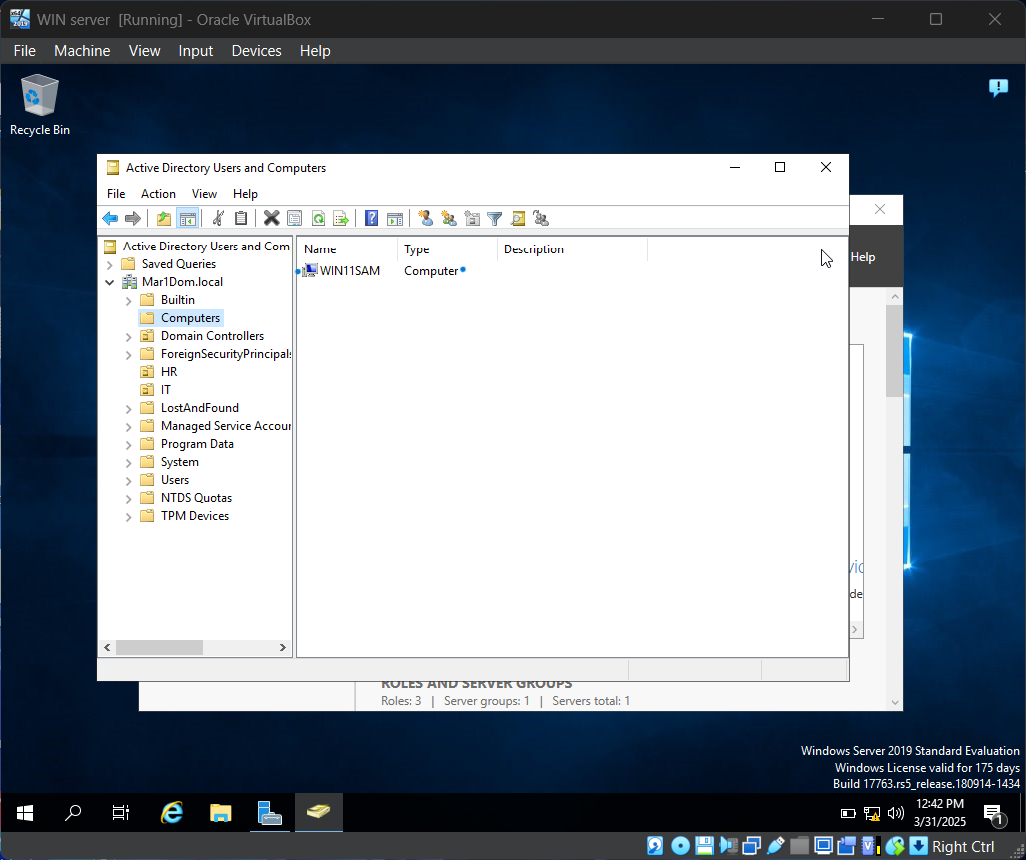 WIN server [Running] - Oracle VirtualBox
File Machine View Input Devices Help
Recycle Bin
Active Directory Users and Computers
File Action View Help
Help
Active Directory Users and Com
Saved Queries
Mar1Dom.local
Builtin
Computers
Domain Controllers
ForeignSecurityPrincipals
HR
IT
LostAndFound
Managed Service Accour
Program Data
System
Users
NTDS Quotas
TPM Devices
Name Type Description
WIN11SAM Computer
vic
de
ROLES AND SERVER GROUPS
Roles: 3 | Server groups: 1 | Servers total: 1
Windows Server 2019 Standard Evaluation
Windows License valid for 175 days
Build 17763.rs5_release.180914-1434
12:42 PM
3/31/2025
1
Right Ctrl